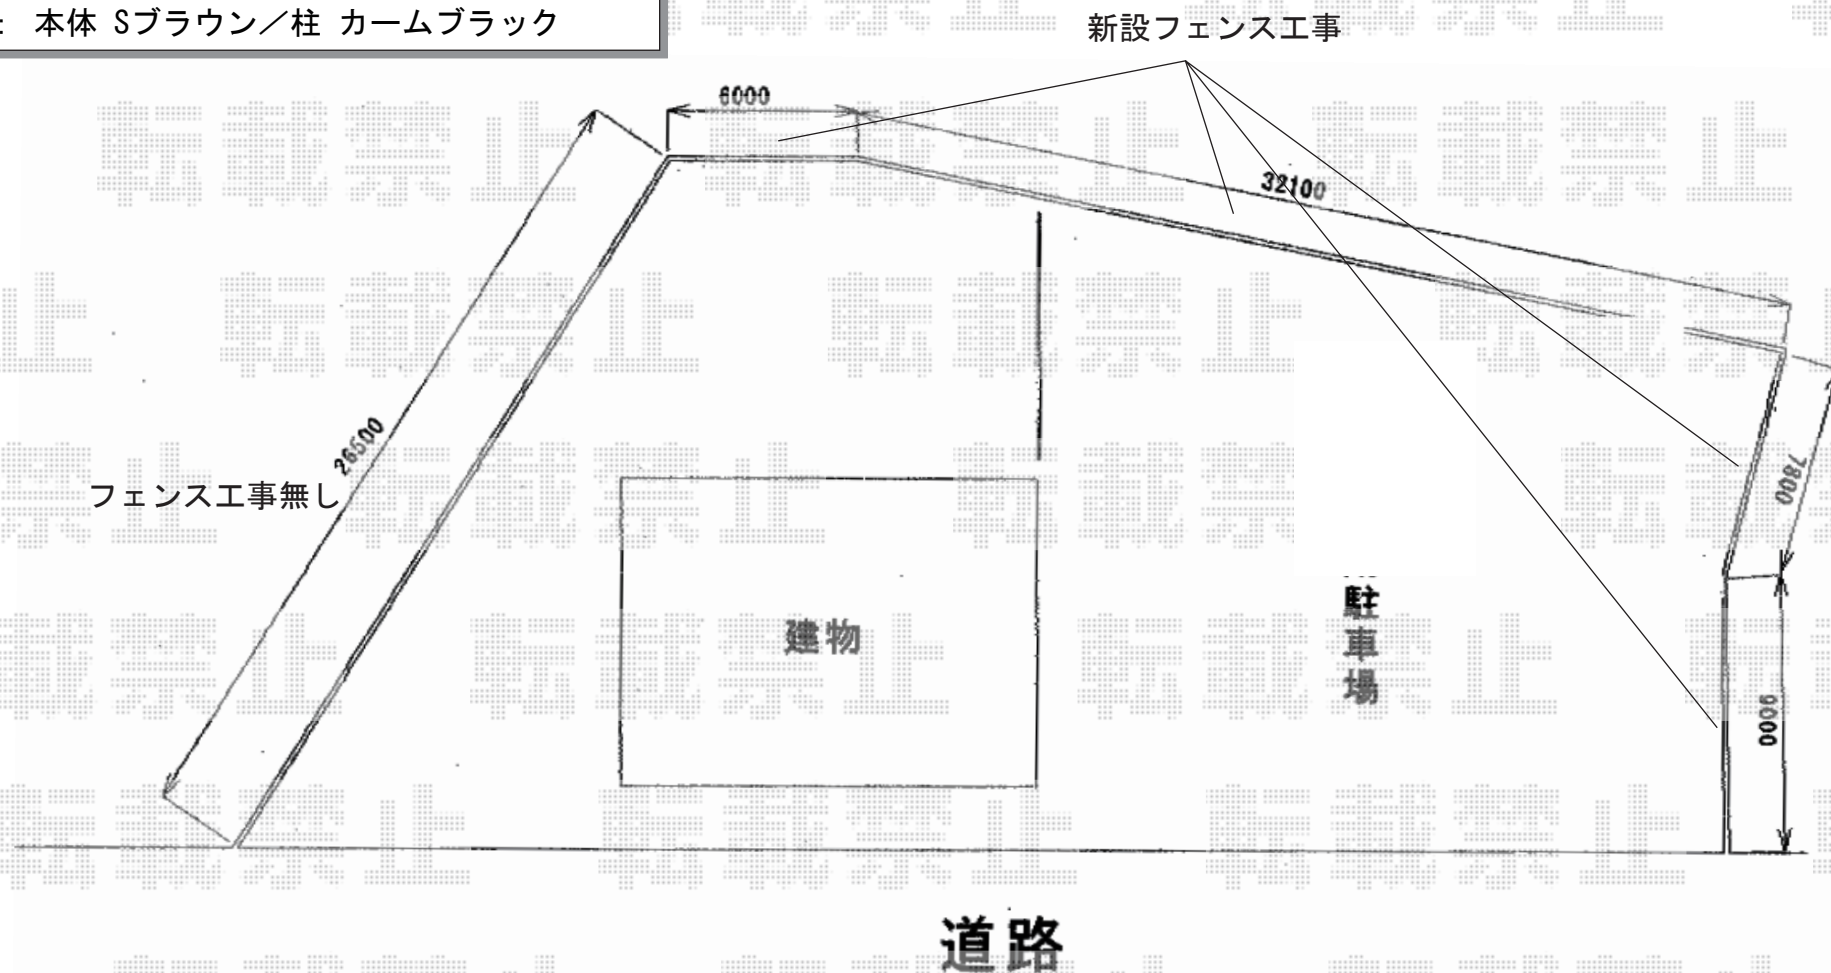 本体 Sブラウン／柱 カームブラック
新設フェンス工事
6000
32100
26500
フェンス工事無し
7800
建物
駐車場
9000
道路
転載禁止